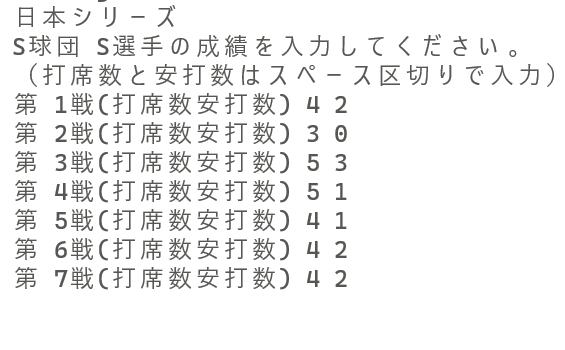 日本シリーズ
S球団 S選手の成績を入力してください。
（打席数と安打数はスペース区切りで入力）
第 1戦(打席数安打数) 4 2
第 2戦(打席数安打数) 3 0
第 3戦(打席数安打数) 5 3
第 4戦(打席数安打数) 5 1
第 5戦(打席数安打数) 4 1
第 6戦(打席数安打数) 4 2
第 7戦(打席数安打数) 4 2